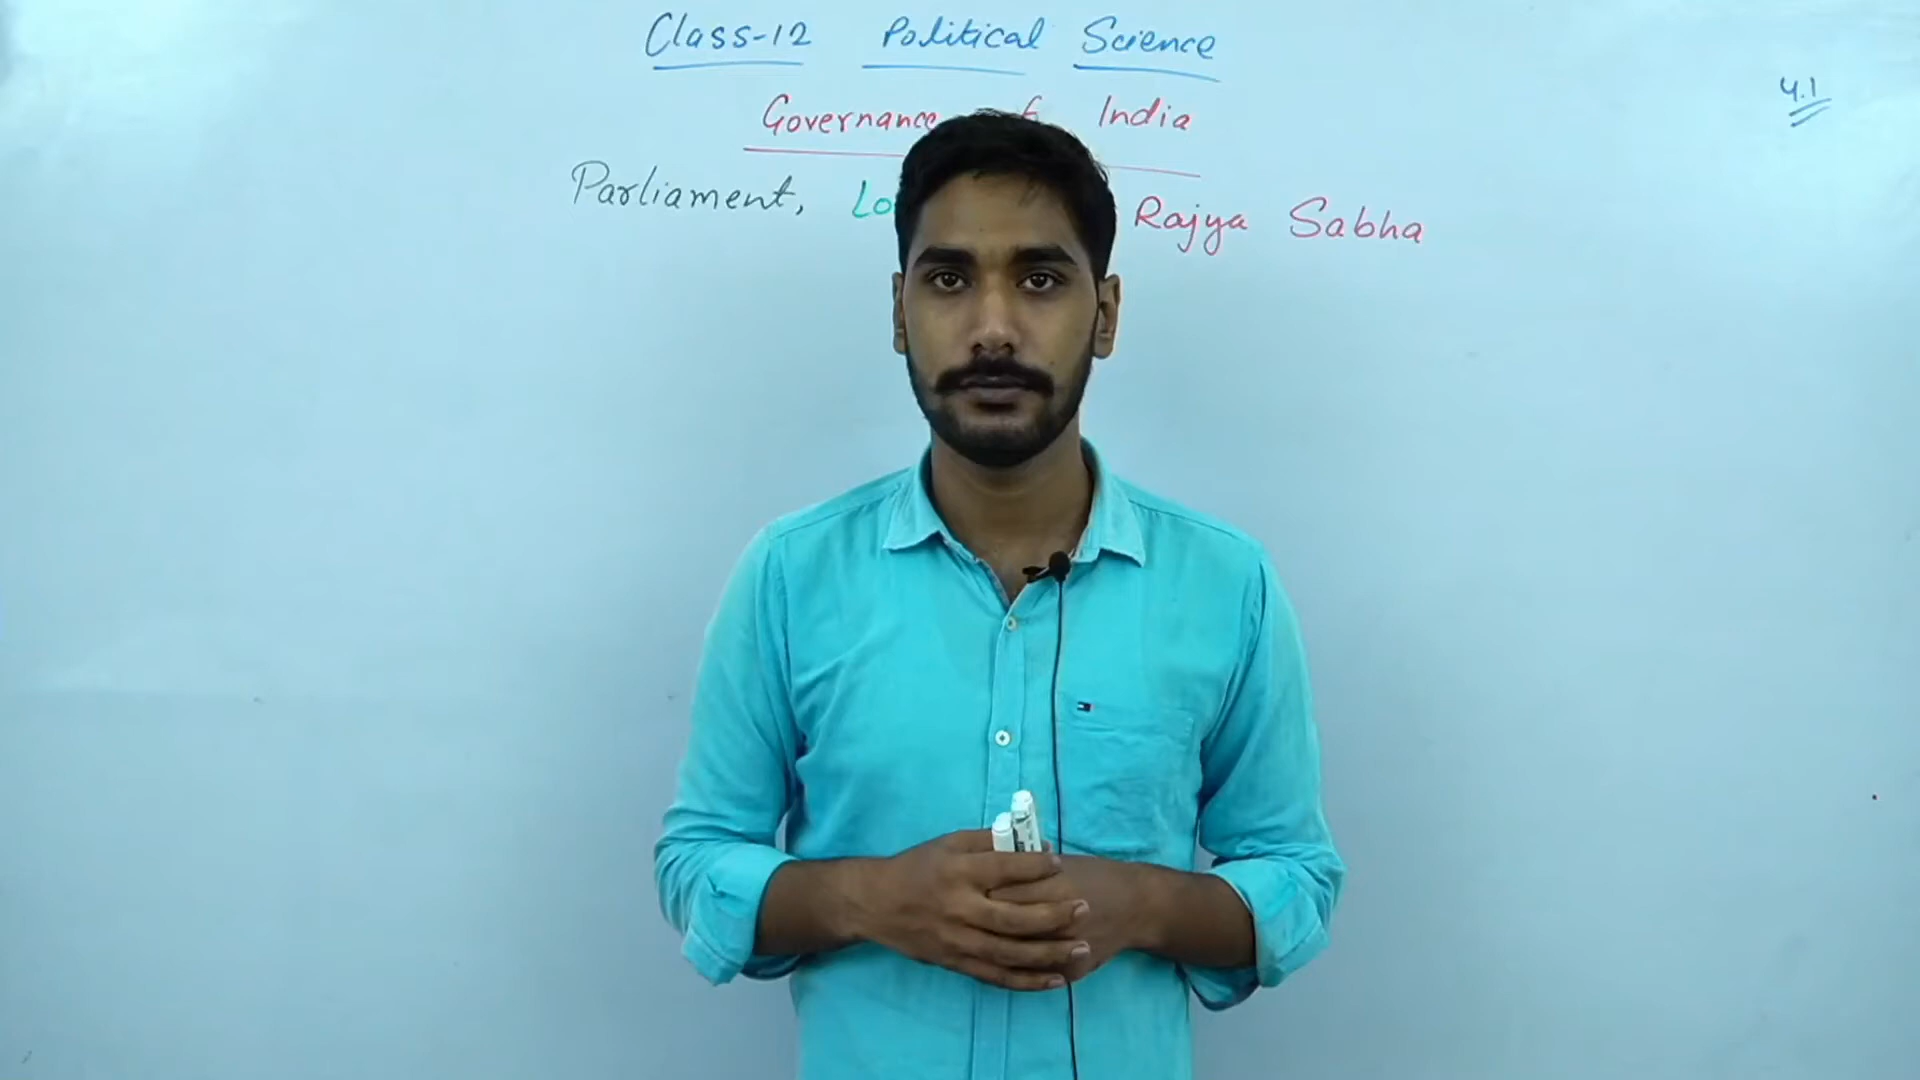 Class-12 Political Science
4.1
Governance India
Parliament, Lo Rajya Sabha